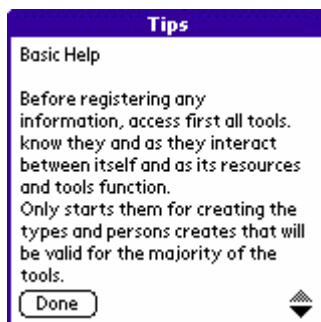 Tips
Basic Help
Before registering any
information, access first all tools.
know they and as they interact
between itself and as its resources
and tools function.
Only starts them for creating the
types and persons creates that will
be valid for the majority of the
tools.
Done